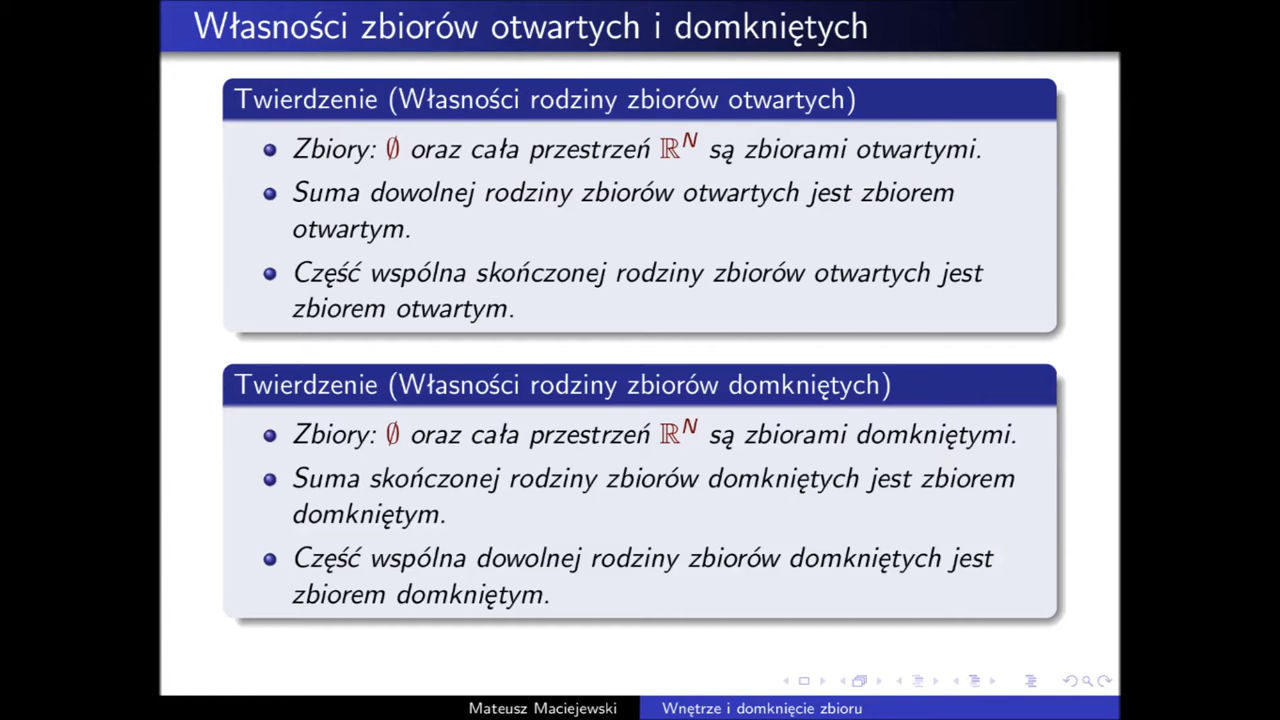 Własności zbiorów otwartych i domkniętych
Twierdzenie (Własności rodziny zbiorów otwartych)
Zbiory: ∅ oraz cała przestrzeń ℝᴺ są zbiorami otwartymi.
Suma dowolnej rodziny zbiorów otwartych jest zbiorem
otwartym.
Część wspólna skończonej rodziny zbiorów otwartych jest
zbiorem otwartym.
Twierdzenie (Własności rodziny zbiorów domkniętych)
Zbiory: ∅ oraz cała przestrzeń ℝᴺ są zbiorami domkniętymi.
Suma skończonej rodziny zbiorów domkniętych jest zbiorem
domkniętym.
Część wspólna dowolnej rodziny zbiorów domkniętych jest
zbiorem domkniętym.
Mateusz Maciejewski
Wnętrze i domknięcie zbioru